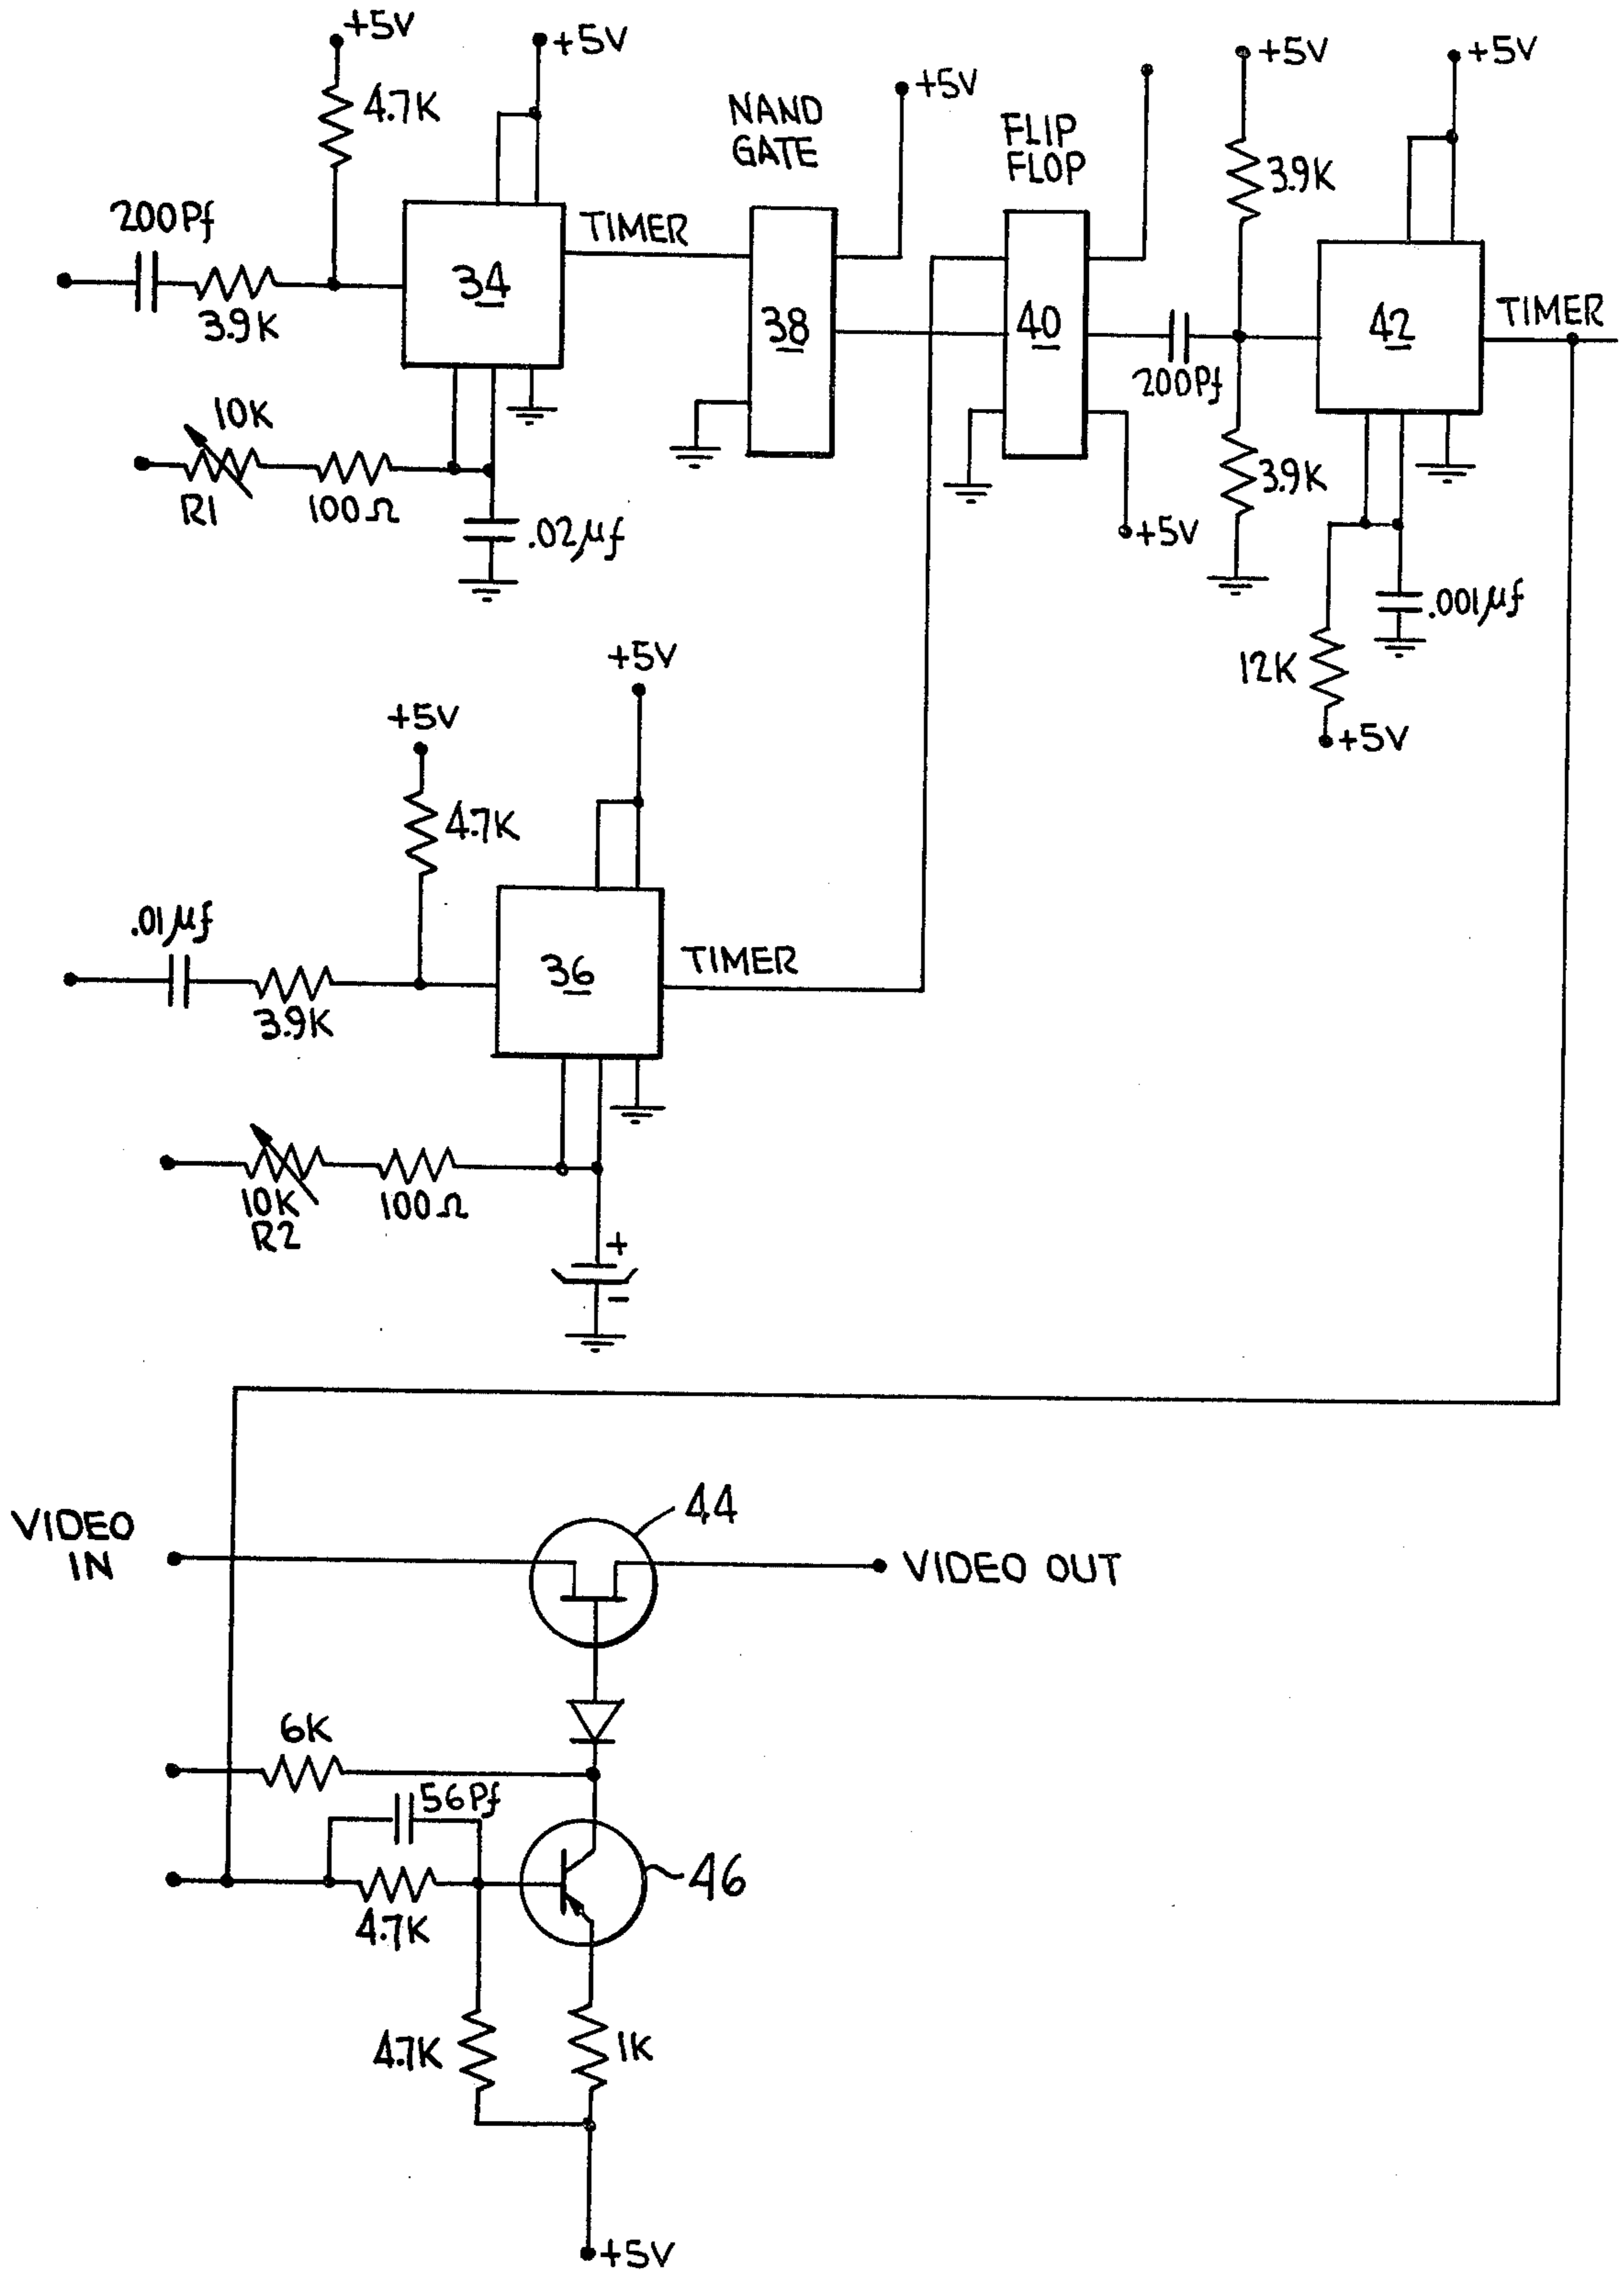 +5V
4.7K
200Pf
3.9K
+5V
34
TIMER
10K
R1
100Ω
.02µf
NAND
GATE
+5V
38
FLIP
FLOP
40
+5V
200Pf
+5V
3.9K
3.9K
+5V
42
TIMER
.001µf
12K
+5V
+5V
+5V
4.7K
.01µf
3.9K
36
TIMER
10K
R2
100Ω
+
−
VIDEO
IN
44
VIDEO OUT
6K
56Pf
4.7K
46
4.7K
1K
+5V